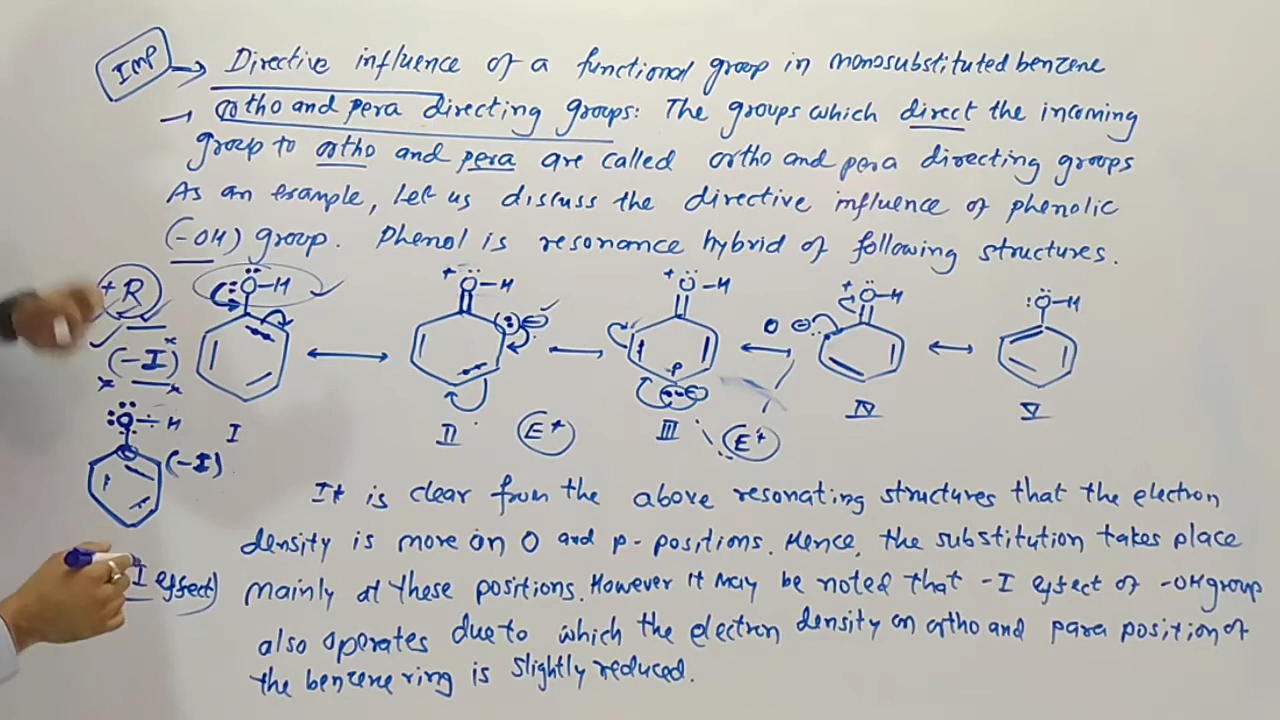 IMP → Directive influence of a functional group in monosubstituted benzene
→ ortho and pera directing groups: The groups which direct the incoming
group to ortho and pera are called ortho and pera directing groups
As an example, Let us discuss the directive influence of phenolic
(-OH) group. Phenol is resonance hybrid of following structures.
+R
(-I)
:Ö-H
I
+ Ö-H
II
+ Ö-H
P
III
+ Ö-H
O
IV
:Ö-H
V
E+
E+
Ö ÷ H
(-I)
It is clear from the above resonating structures that the electron
density is more on O and p-positions. Hence, the substitution takes place
I effect) mainly at these positions. However it may be noted that -I effect of -OH group
also operates due to which the electron density on ortho and para position of
the benzene ring is slightly reduced.